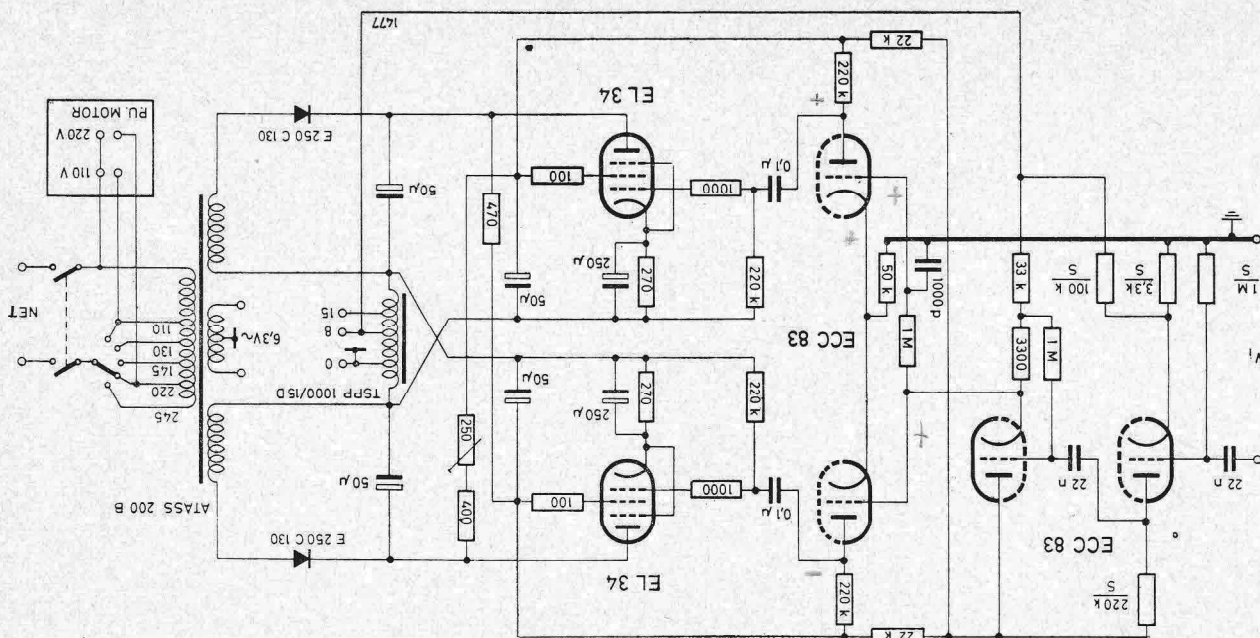 22 k
220 k
S
220 k
EL 34
E 250 C 130
ECC 83
22 n
22 n
0,1µ
1000
100
400
50µ
ATASS 200 B
250
220 k
270
250µ
50µ
245
TSPP 1000/15 D
220
145
130
110
Vi
1 M
3300
1 M
ECC 83
0
8
15
6,3V~
NET
1 M
S
3,3k
S
100 k
S
33 k
1000p
50 k
220 k
270
250µ
50µ
0,1µ
1000
100
470
50µ
110 V
220 V
P.U. MOTOR
EL 34
E 250 C 130
220 k
22 k
1477